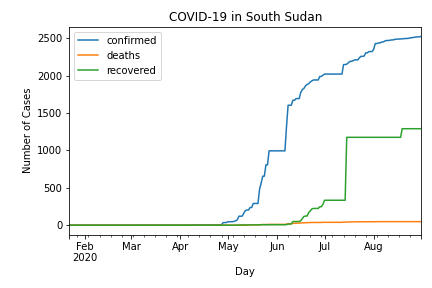 COVID-19 in South Sudan
confirmed
deaths
recovered
Number of Cases
2500
2000
1500
1000
500
0
Feb
2020
Mar
Apr
May
Jun
Jul
Aug
Day